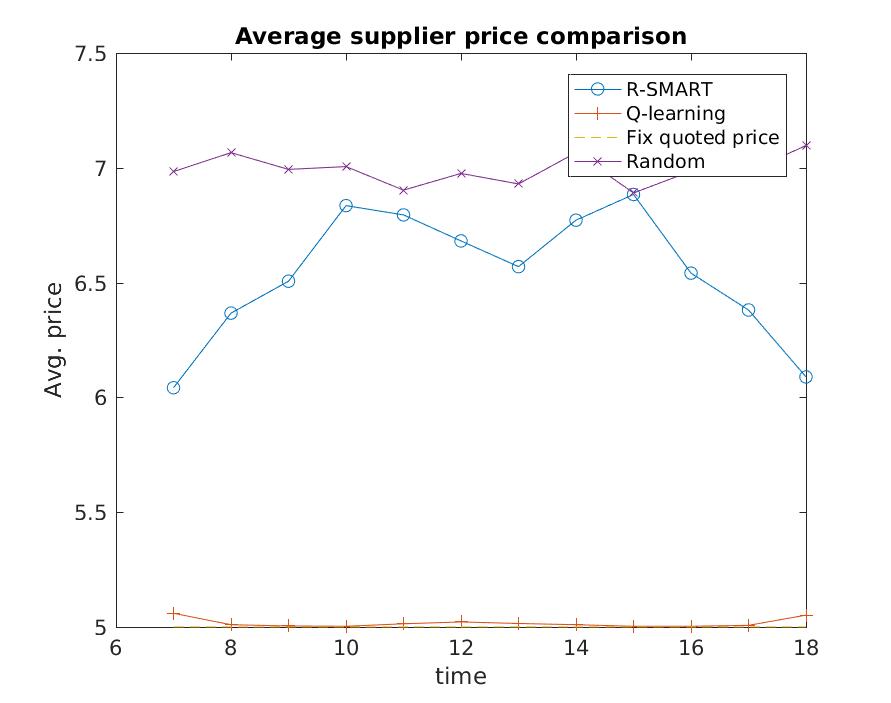 Average supplier price comparison
7.5
7
6.5
6
5.5
5
Avg. price
R-SMART
Q-learning
Fix quoted price
Random
6 8 10 12 14 16 18
time